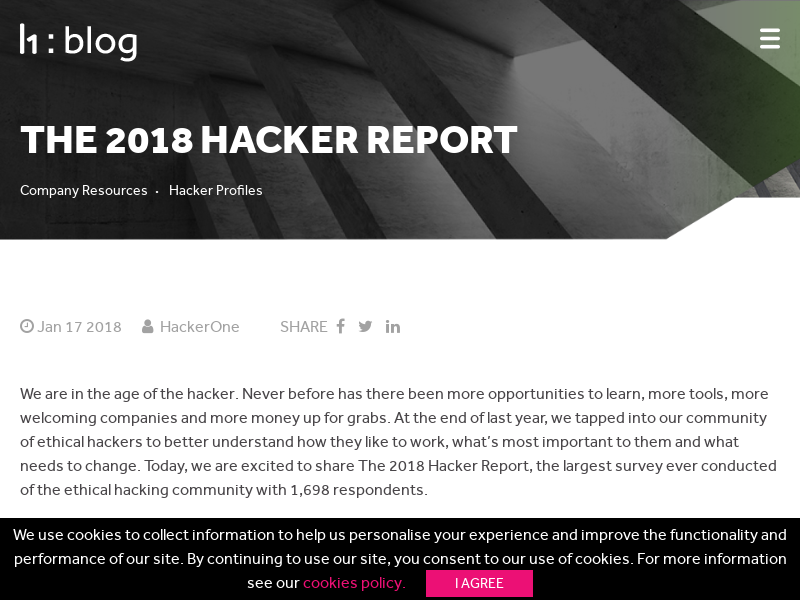 h1 : blog
THE 2018 HACKER REPORT
Company Resources · Hacker Profiles
Jan 17 2018 HackerOne SHARE
We are in the age of the hacker. Never before has there been more opportunities to learn, more tools, more
welcoming companies and more money up for grabs. At the end of last year, we tapped into our community
of ethical hackers to better understand how they like to work, what's most important to them and what
needs to change. Today, we are excited to share The 2018 Hacker Report, the largest survey ever conducted
of the ethical hacking community with 1,698 respondents.
We use cookies to collect information to help us personalise your experience and improve the functionality and
performance of our site. By continuing to use our site, you consent to our use of cookies. For more information
see our cookies policy. I AGREE